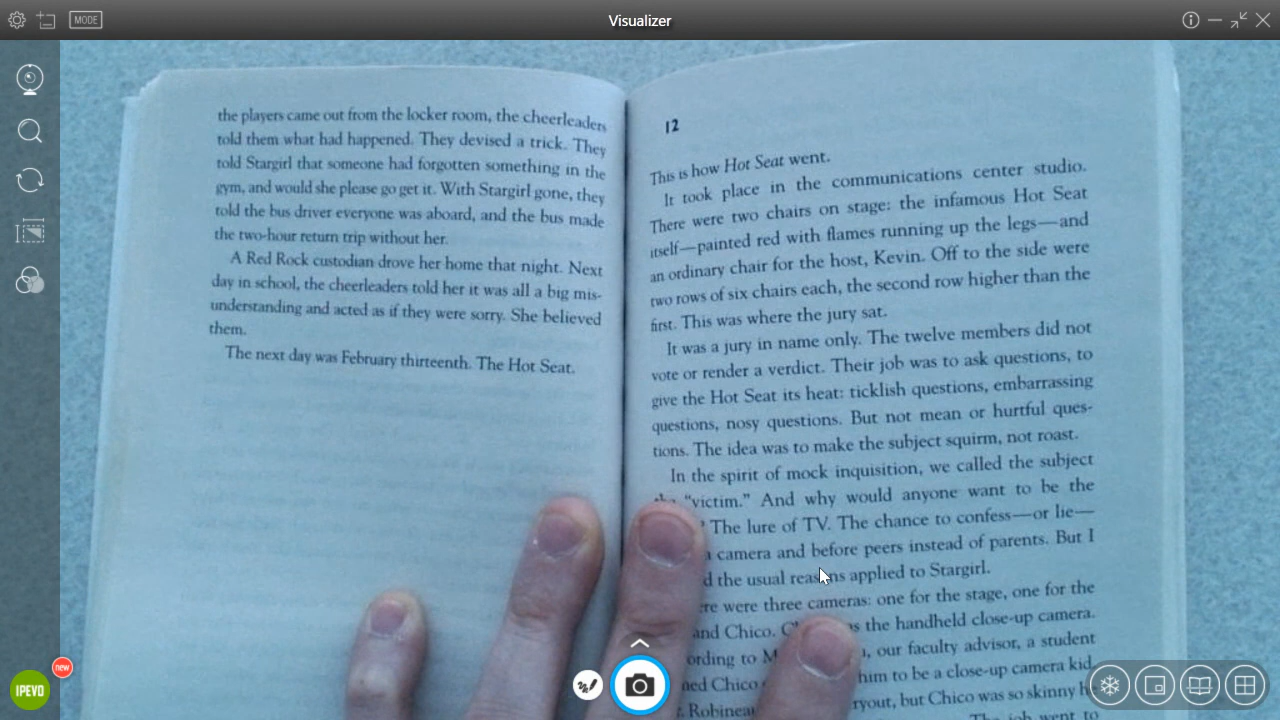 MODE
Visualizer
the players came out from the locker room, the cheerleaders
told them what had happened. They devised a trick. They
told Stargirl that someone had forgotten something in the
gym, and would she please go get it. With Stargirl gone, they
told the bus driver everyone was aboard, and the bus made
the two-hour return trip without her.
A Red Rock custodian drove her home that night. Next
day in school, the cheerleaders told her it was all a big mis-
understanding and acted as if they were sorry. She believed
them.
The next day was February thirteenth. The Hot Seat.
12
This is how Hot Seat went.
It took place in the communications center studio.
There were two chairs on stage: the infamous Hot Seat
itself—painted red with flames running up the legs—and
an ordinary chair for the host, Kevin. Off to the side were
two rows of six chairs each, the second row higher than the
first. This was where the jury sat.
It was a jury in name only. The twelve members did not
vote or render a verdict. Their job was to ask questions, to
give the Hot Seat its heat: ticklish questions, embarrassing
questions, nosy questions. But not mean or hurtful ques-
tions. The idea was to make the subject squirm, not roast.
In the spirit of mock inquisition, we called the subject
"victim." And why would anyone want to be the
The lure of TV. The chance to confess—or lie—
a camera and before peers instead of parents. But I
the usual reasons applied to Stargirl.
were three cameras: one for the stage, one for the
and Chico. the handheld close-up camera.
our faculty advisor, a student
Chico him to be a close-up camera kid.
but Chico was so skinny
The job went to
IPEVO
new